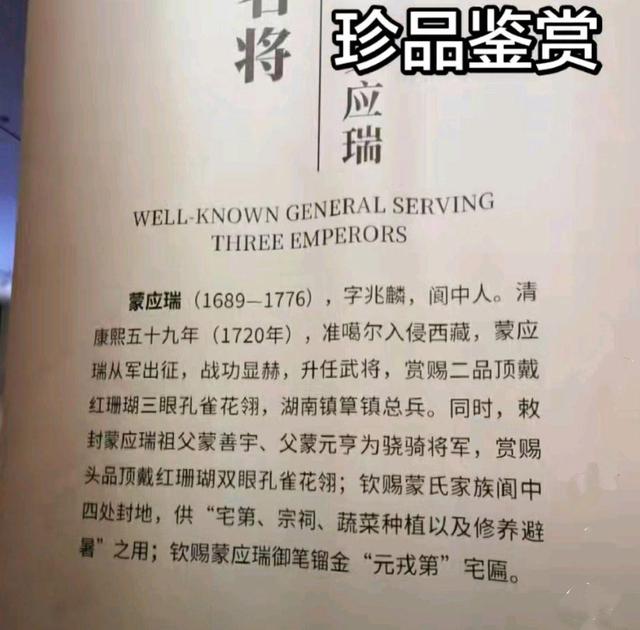 珍品鉴赏
名将
应瑞
WELL-KNOWN GENERAL SERVING
THREE EMPERORS
蒙应瑞（1689—1776），字兆麟，阆中人。清
康熙五十九年（1720年），准噶尔入侵西藏，蒙应
瑞从军出征，战功显赫，升任武将，赏赐二品顶戴
红珊瑚三眼孔雀花翎，湖南镇筸镇总兵。同时，敕
封蒙应瑞祖父蒙善宇、父蒙元亨为骁骑将军，赏赐
头品顶戴红珊瑚双眼孔雀花翎；钦赐蒙氏家族阆中
四处封地，供“宅第、宗祠、蔬菜种植以及修养避
暑”之用；钦赐蒙应瑞御笔镏金“元戎第”宅匾。